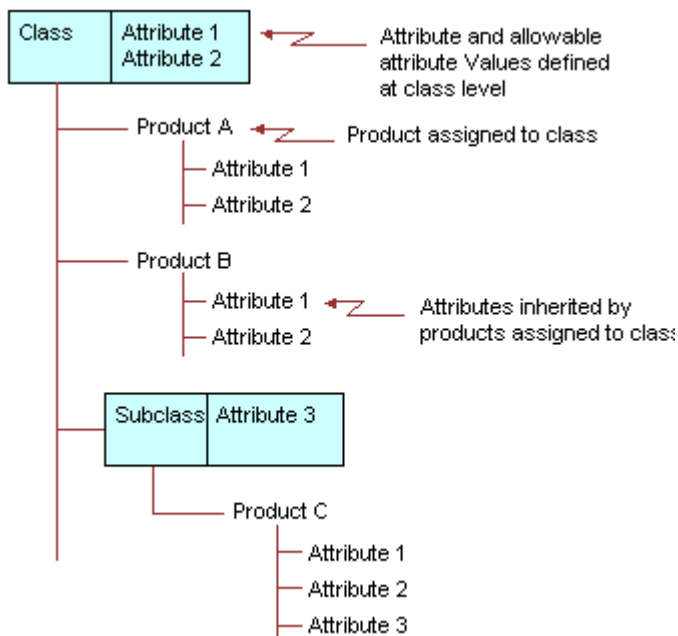 Class
Attribute 1
Attribute 2
Attribute and allowable
attribute Values defined
at class level
Product A
Product assigned to class
Attribute 1
Attribute 2
Product B
Attribute 1
Attribute 2
Attributes inherited by
products assigned to class
Subclass
Attribute 3
Product C
Attribute 1
Attribute 2
Attribute 3